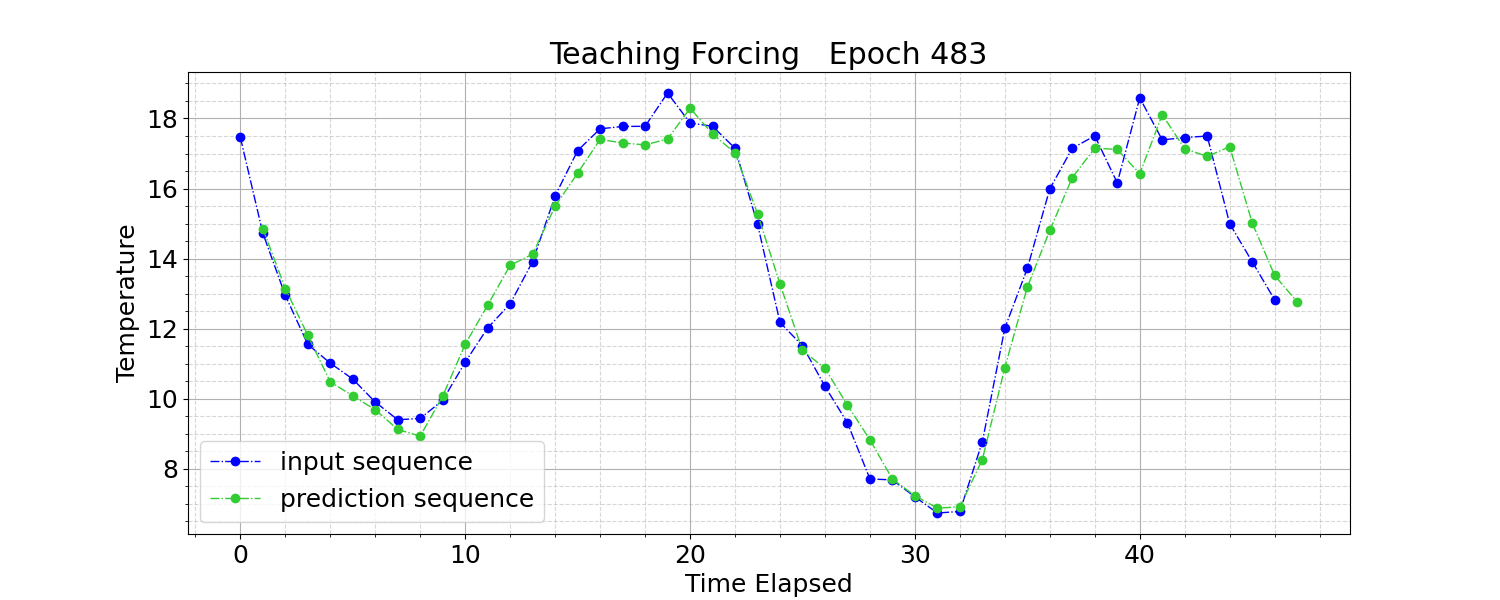 Teaching Forcing   Epoch 483
18
16
14
12
10
8
Temperature
input sequence
prediction sequence
0 10 20 30 40
Time Elapsed